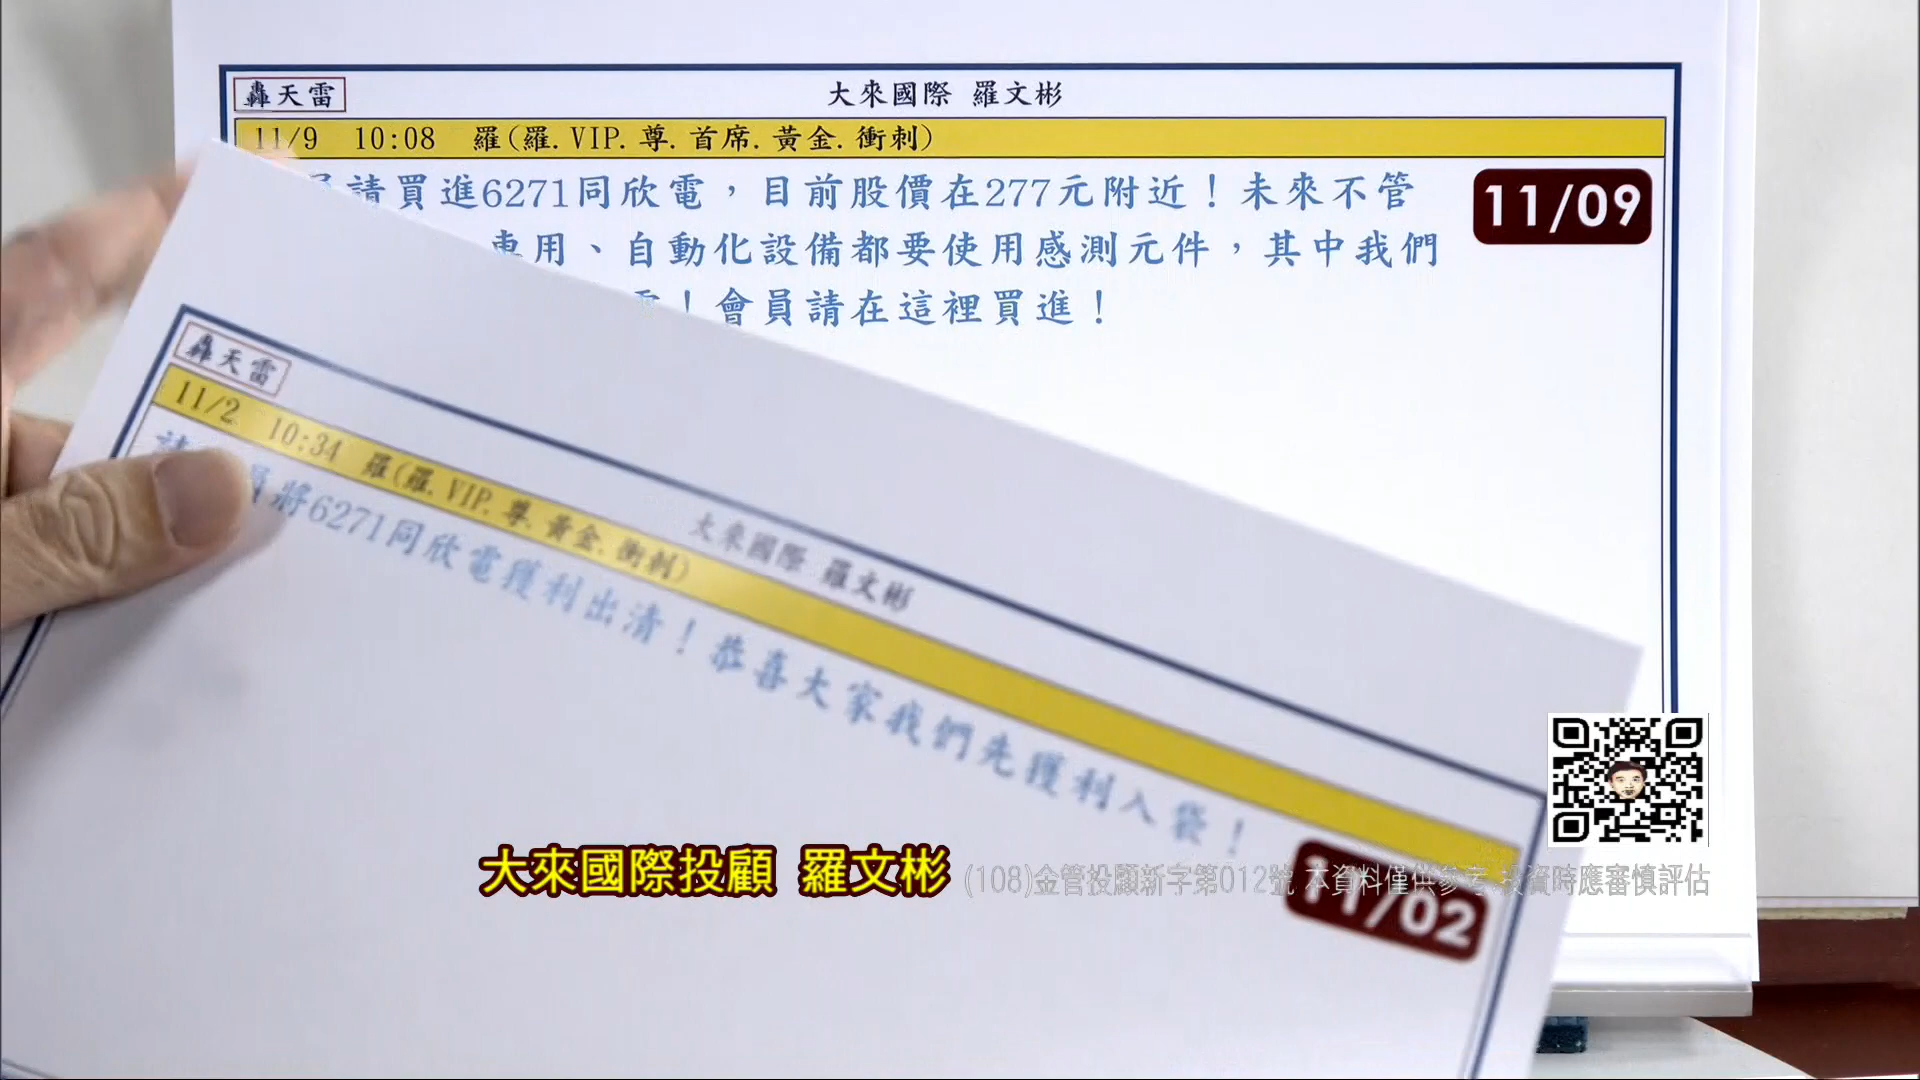 轟天雷
大來國際 羅文彬
11/9 10:08 羅(羅.VIP.尊.首席.黃金.衝刺)
11/09
請買進6271同欣電，目前股價在277元附近！未來不管
專用、自動化設備都要使用感測元件，其中我們
電！會員請在這裡買進！
轟天雷
大來國際 羅文彬
11/2 10:34 羅(羅.VIP.尊.黃金.衝刺)
請 員將6271同欣電獲利出清！恭喜大家我們先獲利入袋！
11/02
大來國際投顧 羅文彬
(108)金管投顧新字第012號 本資料僅供參考 投資時應審慎評估